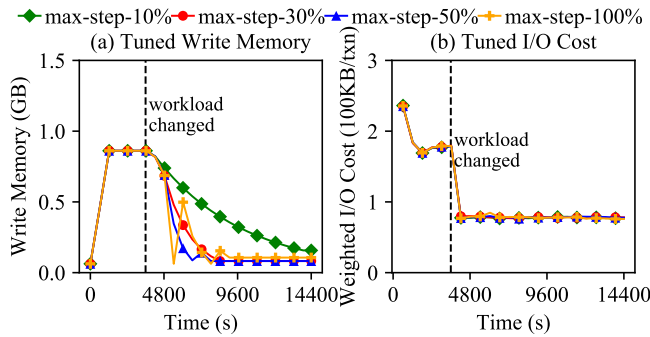 max-step-10% max-step-30% max-step-50% max-step-100%
(a) Tuned Write Memory
(b) Tuned I/O Cost
Write Memory (GB)
1.5
1.0
0.5
0.0
workload
changed
0 4800 9600 14400
Time (s)
Weighted I/O Cost (100KB/txn)
3
2
1
0
workload
changed
0 4800 9600 14400
Time (s)